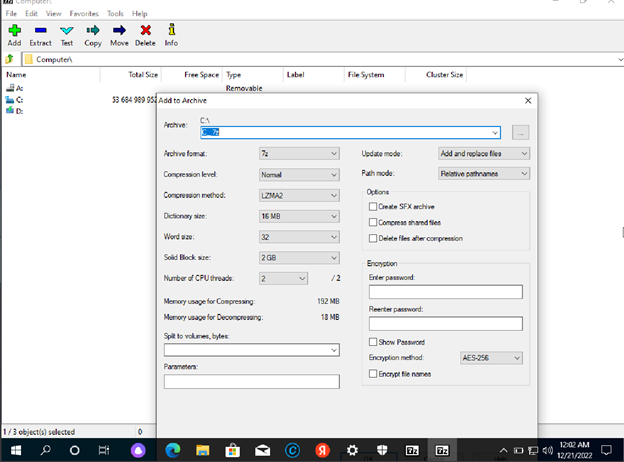 Computer\
File Edit View Favorites Tools Help
Add Extract Test Copy Move Delete Info
Computer\
Name Total Size Free Space Type Label File System Cluster Size
A: Removable
C: 53 684 989 952
D:
Add to Archive
Archive: C:\
C_.7z
...
Archive format: 7z
Compression level: Normal
Compression method: LZMA2
Dictionary size: 16 MB
Word size: 32
Solid Block size: 2 GB
Number of CPU threads: 2 / 2
Memory usage for Compressing: 192 MB
Memory usage for Decompressing: 18 MB
Split to volumes, bytes:
Parameters:
Update mode: Add and replace files
Path mode: Relative pathnames
Options
Create SFX archive
Compress shared files
Delete files after compression
Encryption
Enter password:
Reenter password:
Show Password
Encryption method: AES-256
Encrypt file names
1 / 3 object(s) selected 0
12:02 AM
12/21/2022